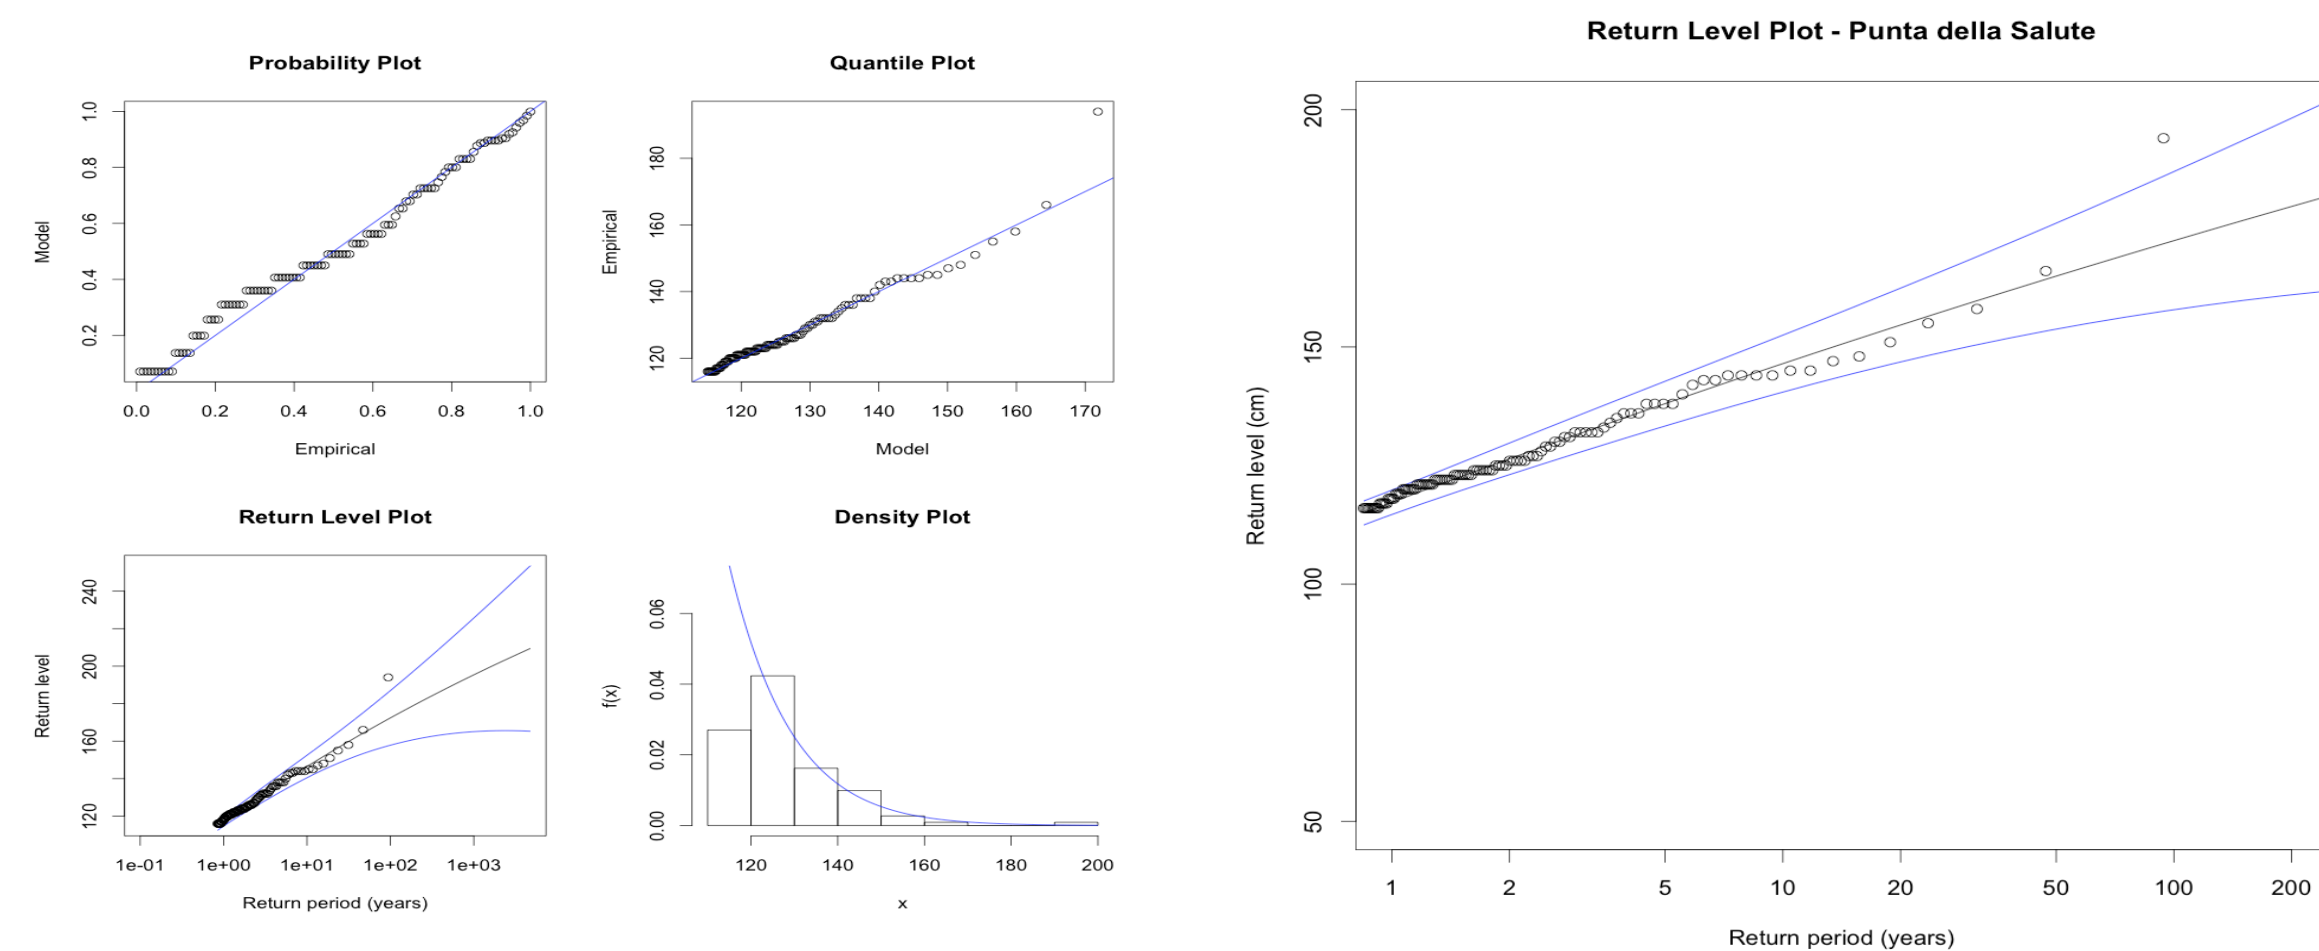 Probability Plot
Model
0.2 0.4 0.6 0.8 1.0
0.0 0.2 0.4 0.6 0.8 1.0
Empirical
Quantile Plot
Empirical
120 140 160 180
120 130 140 150 160 170
Model
Return Level Plot
Return level
120 160 200 240
1e-01 1e+00 1e+01 1e+02 1e+03
Return period (years)
Density Plot
f(x)
0.00 0.02 0.04 0.06
120 140 160 180 200
x
Return Level Plot - Punta della Salute
Return level (cm)
50 100 150 200
1 2 5 10 20 50 100 200
Return period (years)